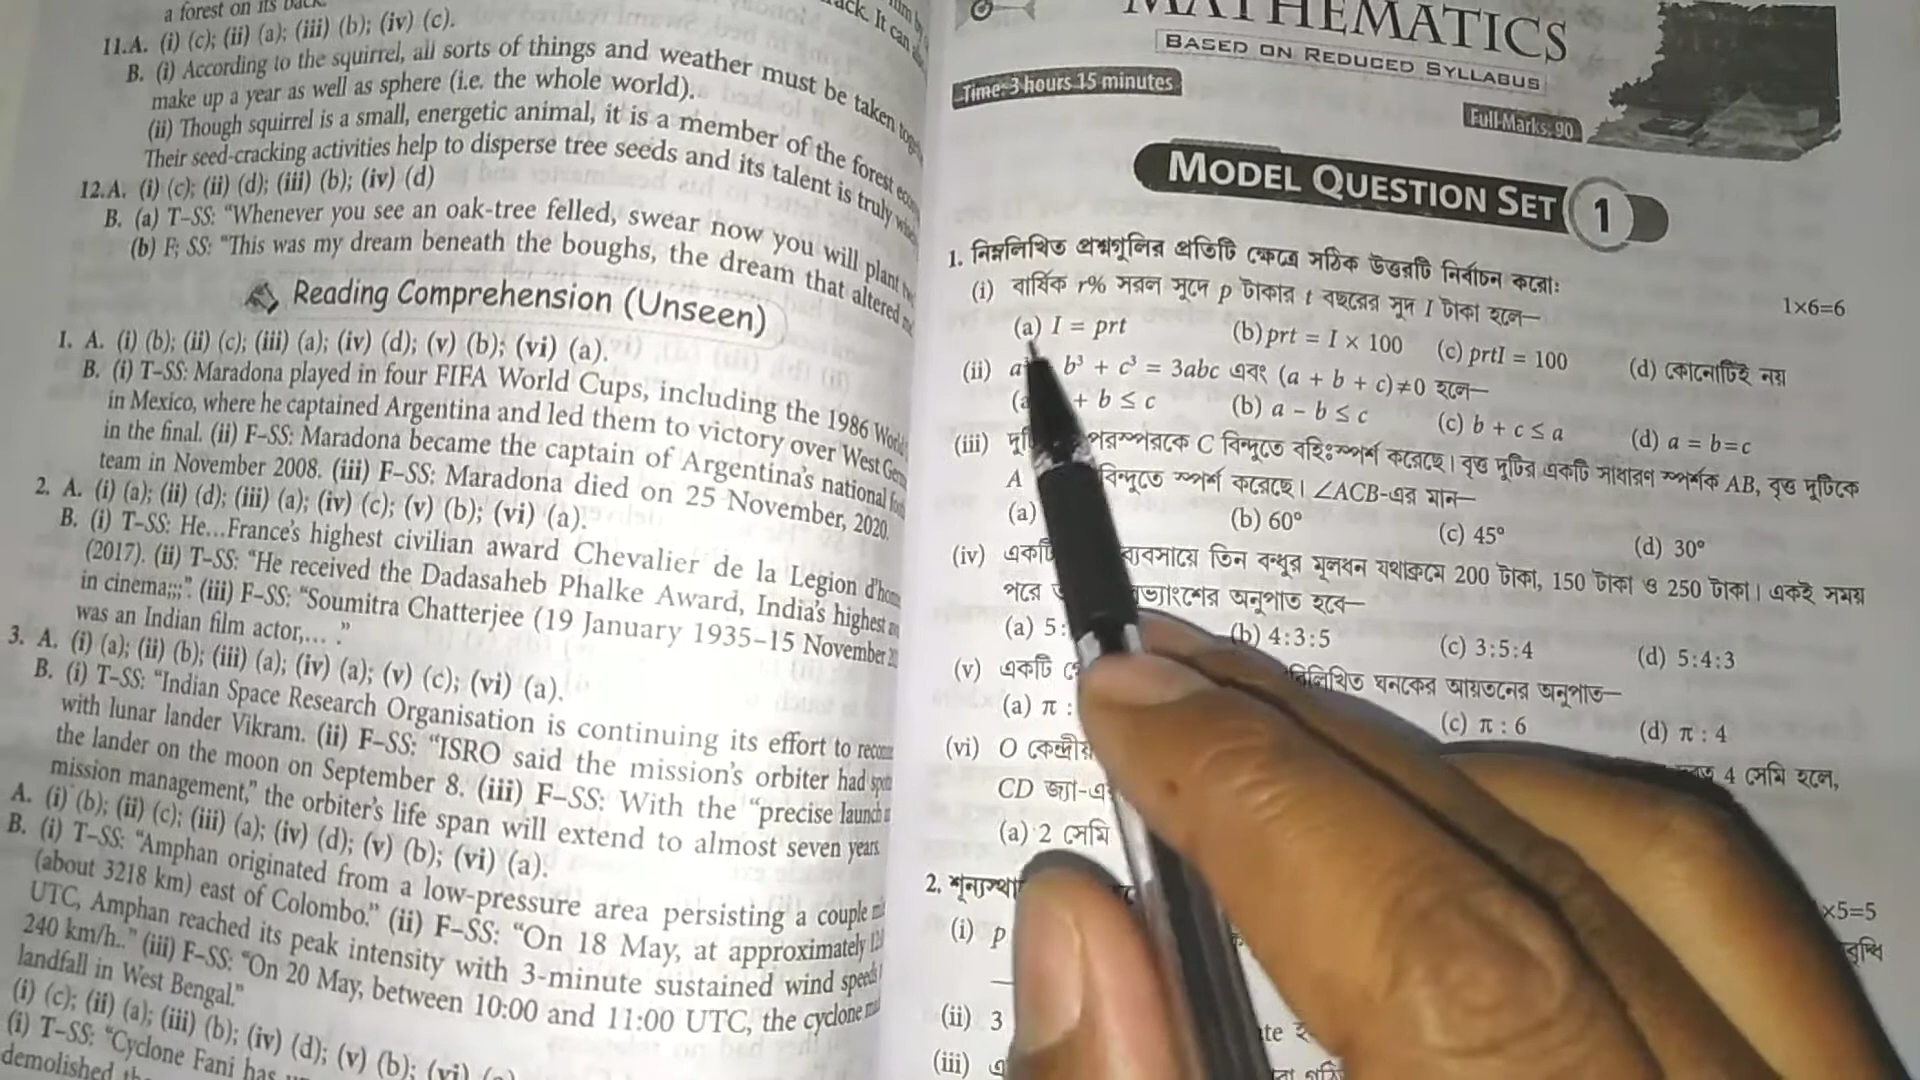 a forest on its back.
11.A. (i) (c); (ii) (a); (iii) (b); (iv) (c).
B. (i) According to the squirrel, all sorts of things and weather must be taken
make up a year as well as sphere (i.e. the whole world).
(ii) Though squirrel is a small, energetic animal, it is a member of the forest
Their seed-cracking activities help to disperse tree seeds and its talent is truly
12.A. (i) (c); (ii) (d); (iii) (b); (iv) (d)
B. (a) T–SS: “Whenever you see an oak-tree felled, swear now you will plant
(b) F; SS: “This was my dream beneath the boughs, the dream that altered
Reading Comprehension (Unseen)
1. A. (i) (b); (ii) (c); (iii) (a); (iv) (d); (v) (b); (vi) (a).
B. (i) T–SS: Maradona played in four FIFA World Cups, including the 1986 World
in Mexico, where he captained Argentina and led them to victory over West
in the final. (ii) F–SS: Maradona became the captain of Argentina's national
team in November 2008. (iii) F–SS: Maradona died on 25 November, 2020.
2. A. (i) (a); (ii) (d); (iii) (a); (iv) (c); (v) (b); (vi) (a).
B. (i) T–SS: He...France's highest civilian award Chevalier de la Legion
(2017). (ii) T–SS: “He received the Dadasaheb Phalke Award, India's highest
in cinema;;;”. (iii) F–SS: “Soumitra Chatterjee (19 January 1935–15 November
was an Indian film actor,... .”
3. A. (i) (a); (ii) (b); (iii) (a); (iv) (a); (v) (c); (vi) (a).
B. (i) T–SS: “Indian Space Research Organisation is continuing its effort to
with lunar lander Vikram. (ii) F–SS: “ISRO said the mission's orbiter had
the lander on the moon on September 8. (iii) F–SS: With the “precise launch
mission management,” the orbiter's life span will extend to almost seven years.
A. (i) (b); (ii) (c); (iii) (a); (iv) (d); (v) (b); (vi) (a).
B. (i) T–SS: “Amphan originated from a low-pressure area persisting a couple
(about 3218 km) east of Colombo.” (ii) F–SS: “On 18 May, at approximately
UTC, Amphan reached its peak intensity with 3-minute sustained wind speeds
240 km/h..” (iii) F–SS: “On 20 May, between 10:00 and 11:00 UTC, the cyclone
landfall in West Bengal.”
(i) (c); (ii) (a); (iii) (b); (iv) (d); (v) (b); (vi)
(i) T–SS: “Cyclone Fani has
demolished
MATHEMATICS
BASED ON REDUCED SYLLABUS
Time: 3 hours 15 minutes
Full Marks: 90
MODEL QUESTION SET 1
1. নিম্নলিখিত প্রশ্নগুলির প্রতিটি ক্ষেত্রে সঠিক উত্তরটি নির্বাচন করো: 1×6=6
(i) বার্ষিক r% সরল সুদে p টাকার t বছরের সুদ I টাকা হলে—
(a) I = prt (b) prt = I × 100 (c) prtI = 100 (d) কোনোটিই নয়
(ii) b³ + c³ = 3abc এবং (a + b + c)≠0 হলে—
+ b ≤ c (b) a − b ≤ c (c) b + c ≤ a (d) a = b=c
(iii) পরস্পরকে C বিন্দুতে বহিঃস্পর্শ করেছে। বৃত্ত দুটির একটি সাধারণ স্পর্শক AB, বৃত্ত দুটিকে
A বিন্দুতে স্পর্শ করেছে। ∠ACB-এর মান—
(a) (b) 60° (c) 45° (d) 30°
(iv) একটি ব্যবসায়ে তিন বন্ধুর মূলধন যথাক্রমে 200 টাকা, 150 টাকা ও 250 টাকা। একই সময়
পরে লভ্যাংশের অনুপাত হবে—
(a) 5: (b) 4:3:5 (c) 3:5:4 (d) 5:4:3
(v) একটি ঘনকের আয়তনের অনুপাত—
(a) π : (c) π : 6 (d) π : 4
(vi) O কেন্দ্রীয় 4 সেমি হলে,
CD জ্যা-এর
(a) 2 সেমি
2. ×5=5
(i) p
(ii) 3
(iii)